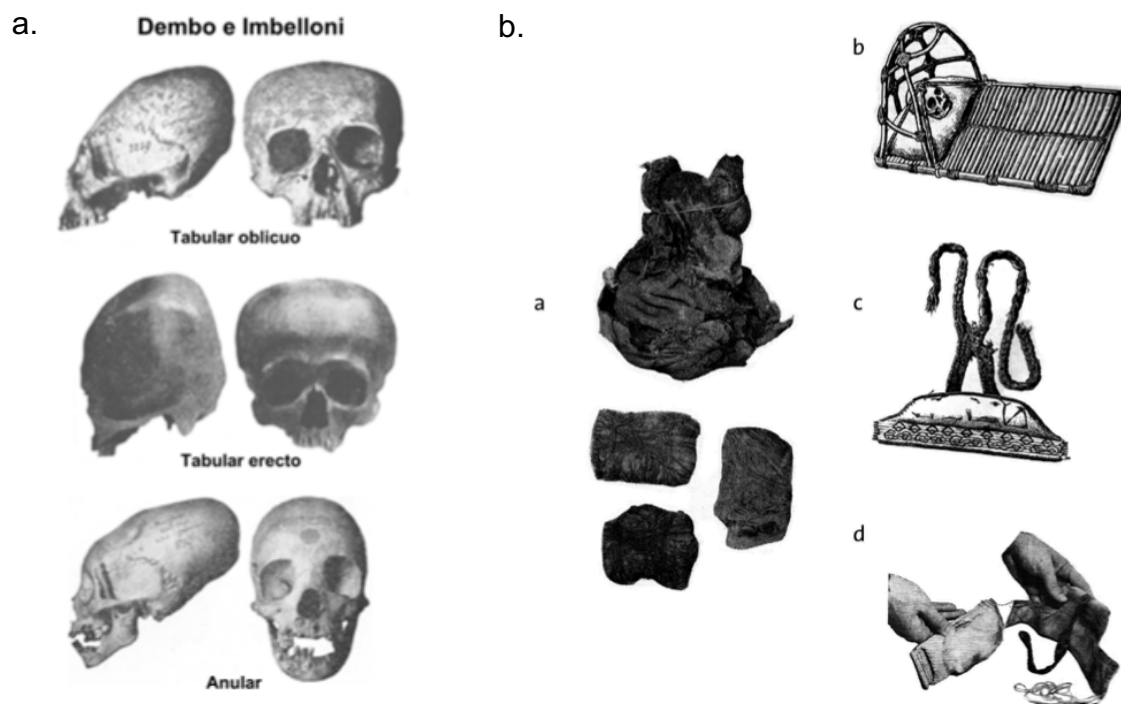 a.
Dembo e Imbelloni
Tabular oblicuo
Tabular erecto
Anular
b.
a
b
c
d